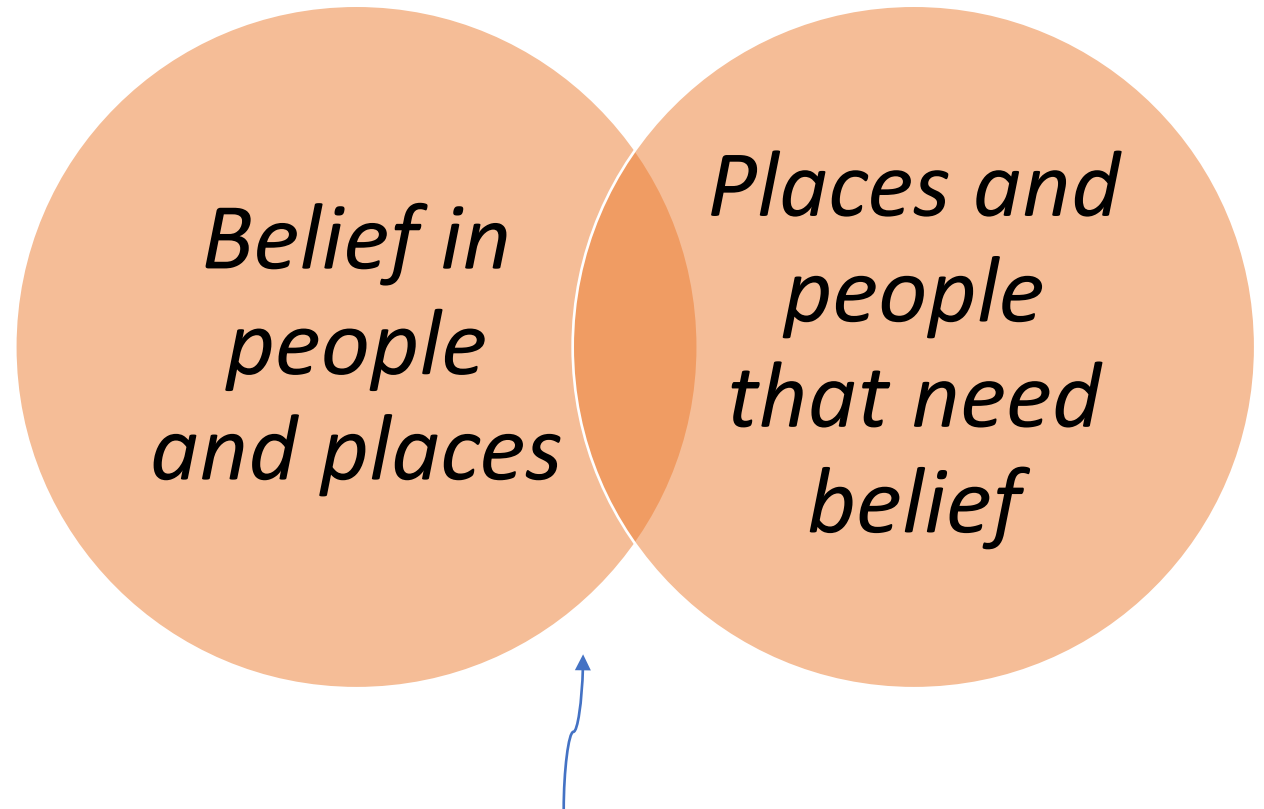 Belief in
people
and places
Places and
people
that need
belief